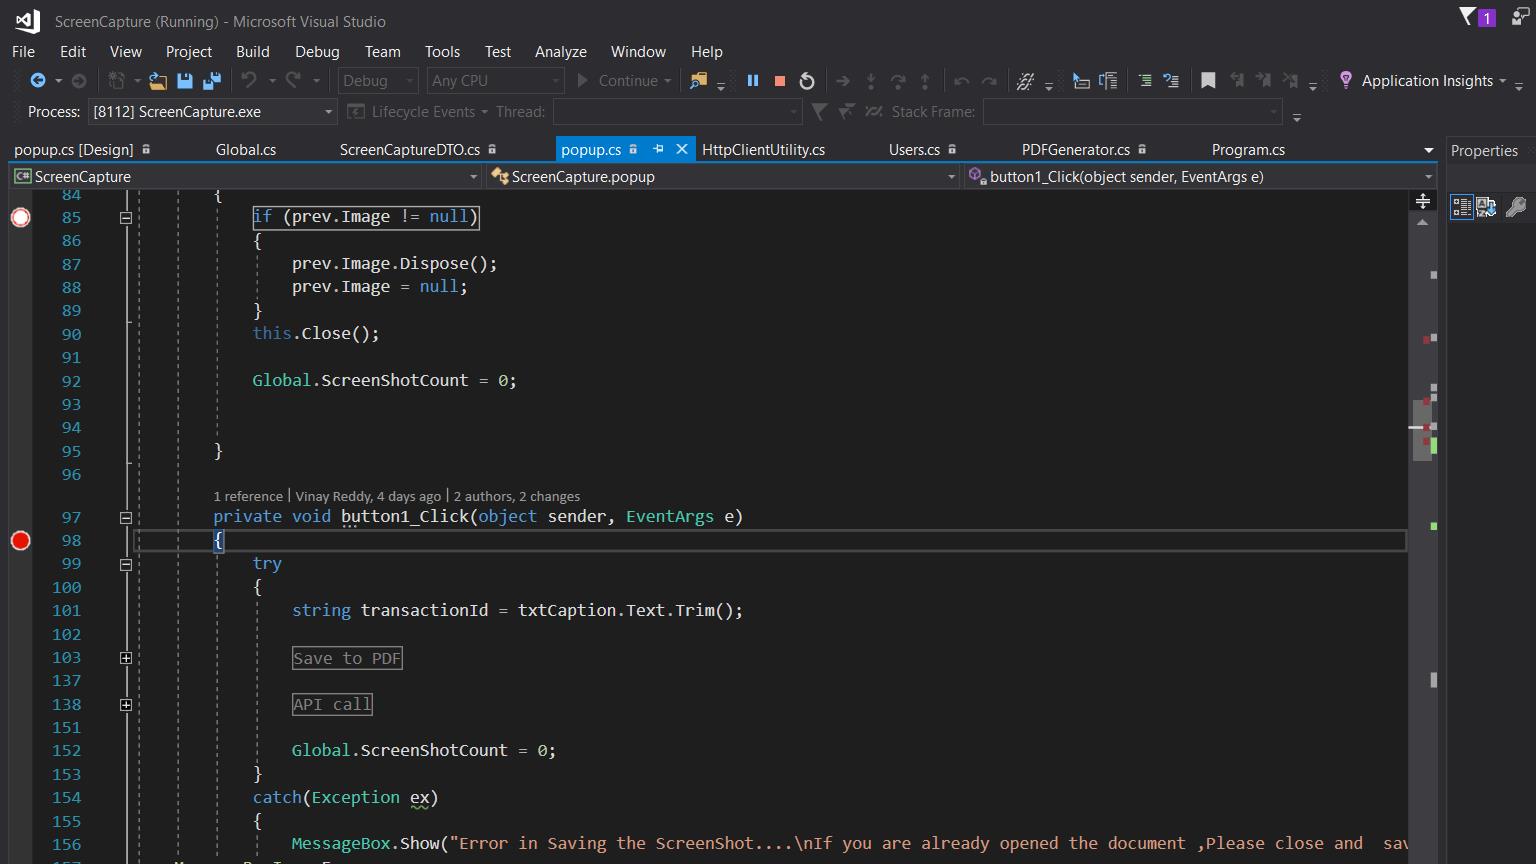 ScreenCapture (Running) - Microsoft Visual Studio
1
File Edit View Project Build Debug Team Tools Test Analyze Window Help
Debug Any CPU Continue Application Insights
Process: [8112] ScreenCapture.exe Lifecycle Events Thread: Stack Frame:
popup.cs [Design] Global.cs ScreenCaptureDTO.cs popup.cs HttpClientUtility.cs Users.cs PDFGenerator.cs Program.cs Properties
C# ScreenCapture ScreenCapture.popup button1_Click(object sender, EventArgs e)
84 {
85 if (prev.Image != null)
86 {
87 prev.Image.Dispose();
88 prev.Image = null;
89 }
90 this.Close();
91
92 Global.ScreenShotCount = 0;
93
94
95 }
96
1 reference | Vinay Reddy, 4 days ago | 2 authors, 2 changes
97 private void button1_Click(object sender, EventArgs e)
98 {
99 try
100 {
101 string transactionId = txtCaption.Text.Trim();
102
103 Save to PDF
137
138 API call
151
152 Global.ScreenShotCount = 0;
153 }
154 catch(Exception ex)
155 {
156 MessageBox.Show("Error in Saving the ScreenShot....\nIf you are already opened the document ,Please close and sav